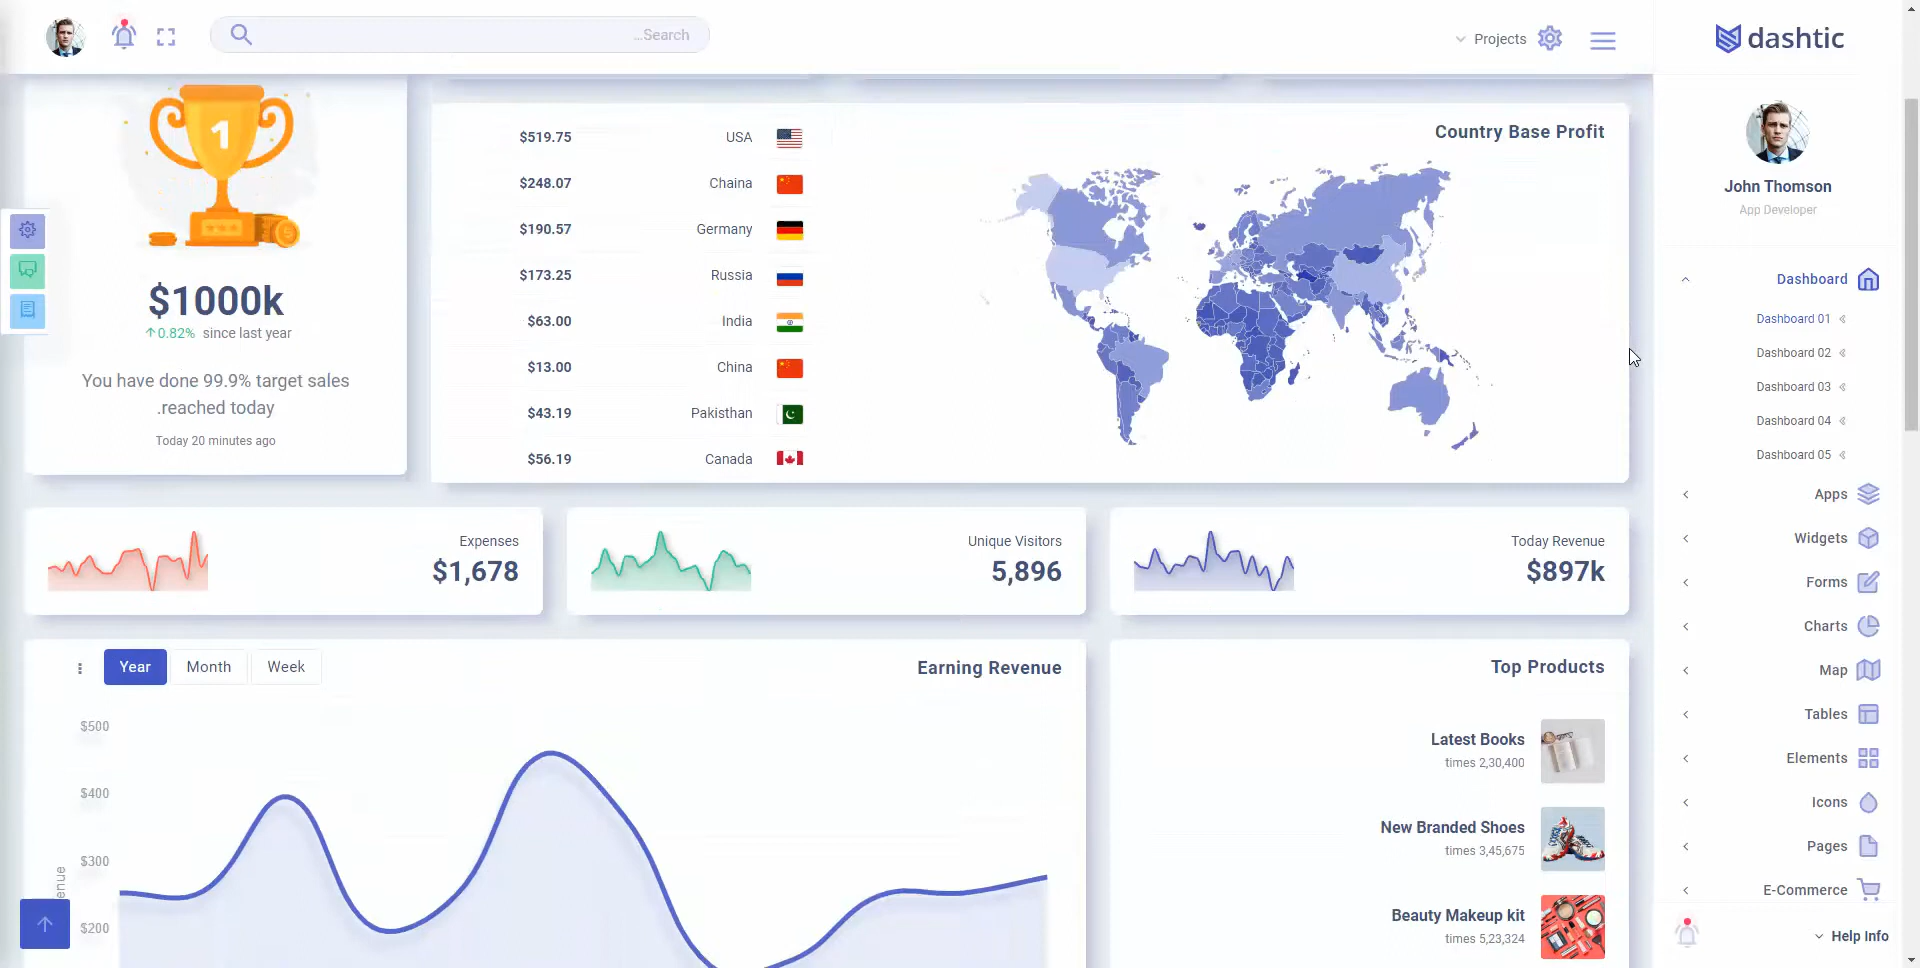 ...Search
Projects
dashtic
John Thomson
App Developer
Dashboard
Dashboard 01
Dashboard 02
Dashboard 03
Dashboard 04
Dashboard 05
Apps
Widgets
Forms
Charts
Map
Tables
Elements
Icons
Pages
E-Commerce
Help Info
1
$1000k
0.82% since last year
You have done 99.9% target sales
.reached today
Today 20 minutes ago
Country Base Profit
$519.75 USA
$248.07 Chaina
$190.57 Germany
$173.25 Russia
$63.00 India
$13.00 China
$43.19 Pakisthan
$56.19 Canada
Expenses
$1,678
Unique Visitors
5,896
Today Revenue
$897k
Year Month Week
Earning Revenue
$500
$400
$300
$200
enue
Top Products
Latest Books
times 2,30,400
New Branded Shoes
times 3,45,675
Beauty Makeup kit
times 5,23,324